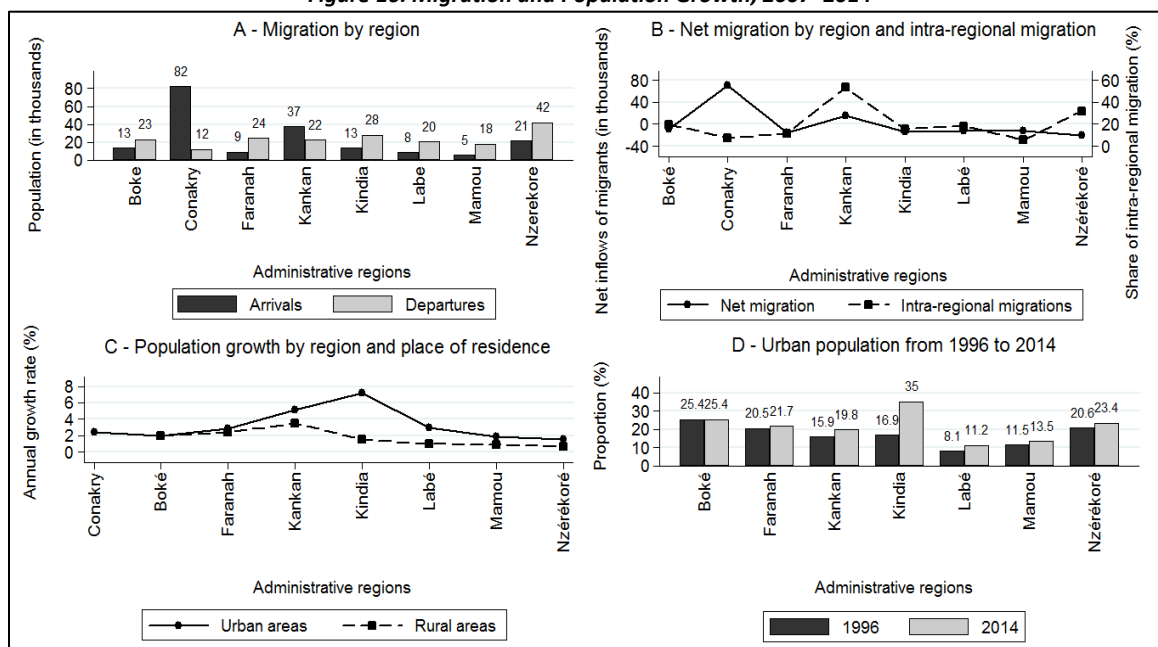 A - Migration by region
Population (in thousands)
80
60
40
20
0
13 23 82 12 9 24 37 22 13 28 8 20 5 18 21 42
Boke
Conakry
Faranah
Kankan
Kindia
Labe
Mamou
Nzerekore
Administrative regions
Arrivals Departures
B - Net migration by region and intra-regional migration
Net inflows of migrants (in thousands)
80
40
0
-40
60
40
20
0
Share of intra-regional migration (%)
Boké
Conakry
Faranah
Kankan
Kindia
Labé
Mamou
Nzérékoré
Administrative regions
Net migration Intra-regional migrations
C - Population growth by region and place of residence
Annual growth rate (%)
8
6
4
2
0
Conakry
Boké
Faranah
Kankan
Kindia
Labé
Mamou
Nzérékoré
Administrative regions
Urban areas Rural areas
D - Urban population from 1996 to 2014
Proportion (%)
40
30
20
10
0
25.4 25.4 20.5 21.7 15.9 19.8 16.9 35 8.1 11.2 11.5 13.5 20.6 23.4
Boké
Faranah
Kankan
Kindia
Labé
Mamou
Nzérékoré
Administrative regions
1996 2014